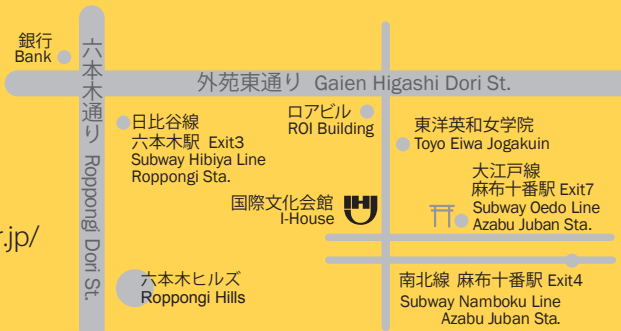 銀行
Bank
六本木通り Roppongi Dori St.
外苑東通り Gaien Higashi Dori St.
日比谷線
六本木駅 Exit3
Subway Hibiya Line
Roppongi Sta.
ロアビル
ROI Building
東洋英和女学院
Toyo Eiwa Jogakuin
大江戸線
麻布十番駅 Exit7
Subway Oedo Line
Azabu Juban Sta.
国際文化会館
I-House
IHJ
r.jp/
六本木ヒルズ
Roppongi Hills
南北線 麻布十番駅 Exit4
Subway Namboku Line
Azabu Juban Sta.